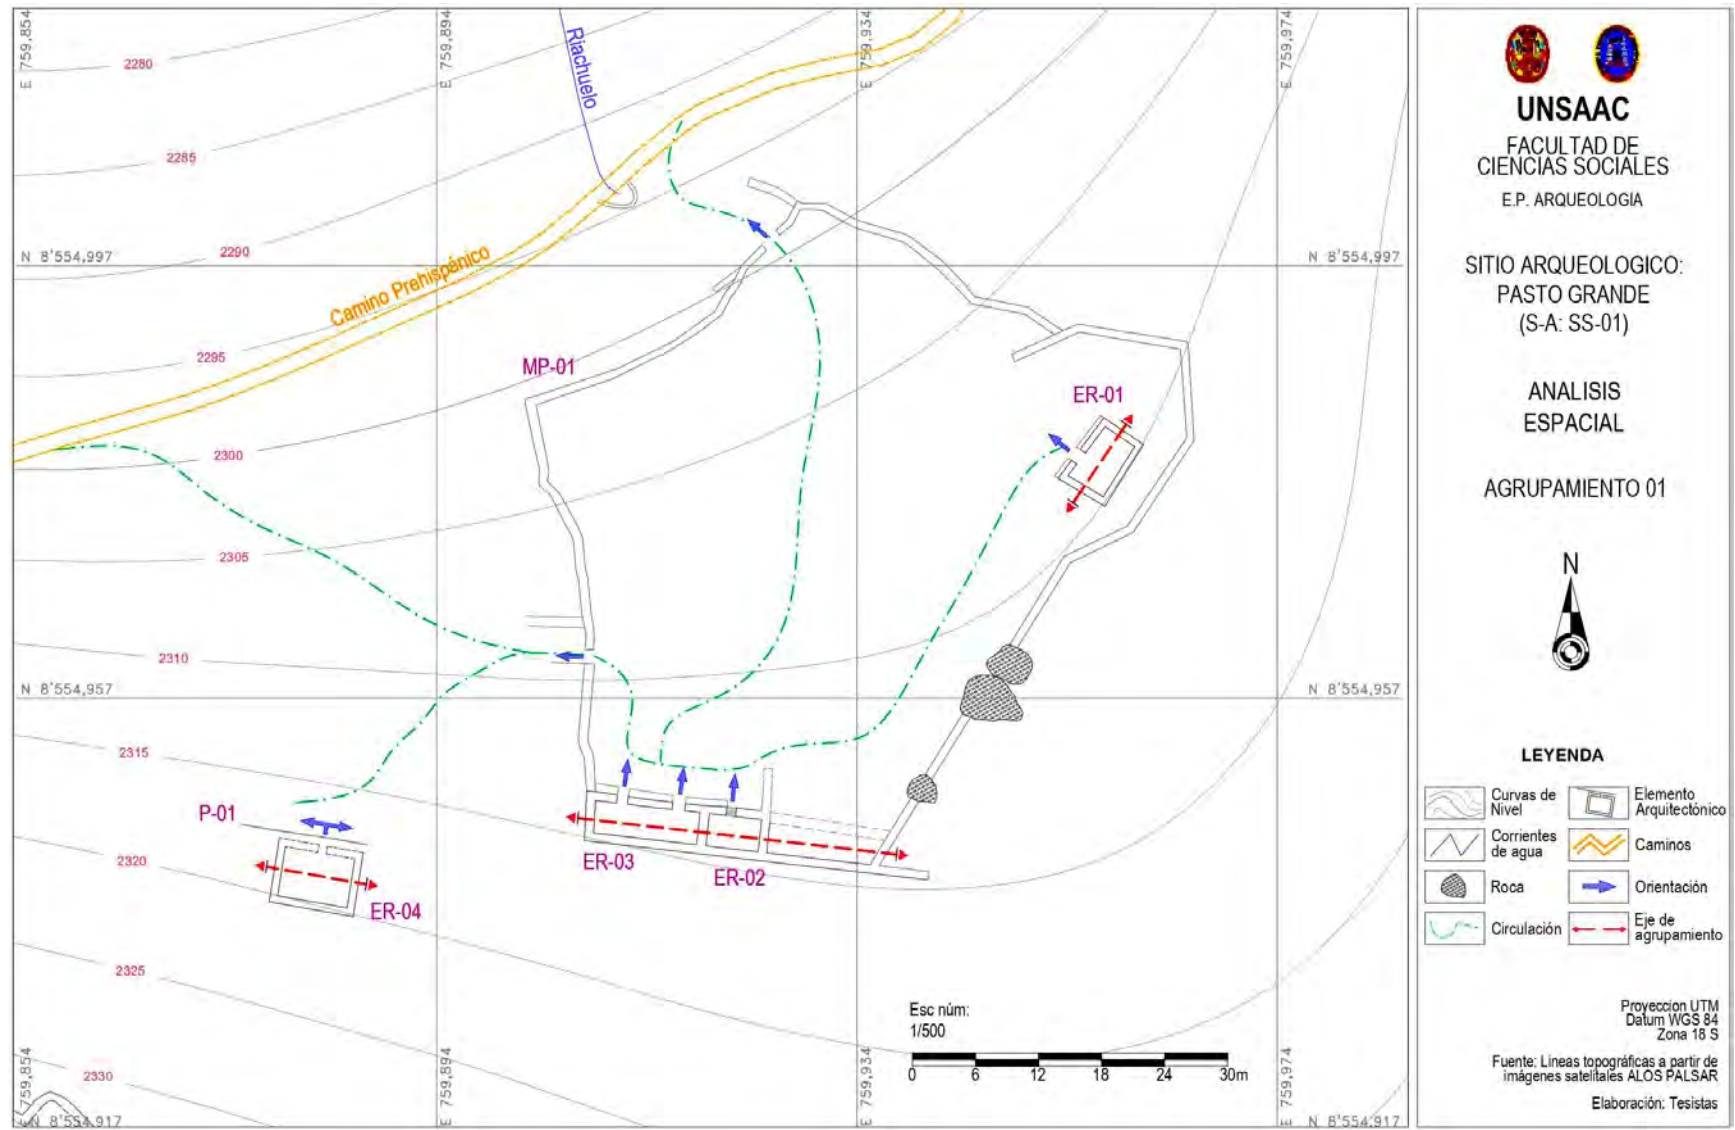 E 759,854
E 759,894
E 759,934
E 759,974
Riachuelo
2280
2285
2290
N 8'554,997
N 8'554,997
Camino Prehispánico
2295
MP-01
ER-01
2300
2305
2310
N 8'554,957
N 8'554,957
2315
P-01
2320
ER-03
ER-02
ER-04
2325
2330
Esc núm:
1/500
0 6 12 18 24 30m
E 759,854
E 759,894
E 759,934
E 759,974
N 8'554,917
N 8'554,917
UNSAAC
FACULTAD DE
CIENCIAS SOCIALES
E.P. ARQUEOLOGIA
SITIO ARQUEOLOGICO:
PASTO GRANDE
(S-A: SS-01)
ANALISIS
ESPACIAL
AGRUPAMIENTO 01
N
LEYENDA
Curvas de
Nivel
Elemento
Arquitectónico
Corrientes
de agua
Caminos
Roca
Orientación
Circulación
Eje de
agrupamiento
Proyeccion UTM
Datum WGS 84
Zona 18 S
Fuente: Lineas topográficas a partir de
imágenes satelitales ALOS PALSAR
Elaboración: Tesistas